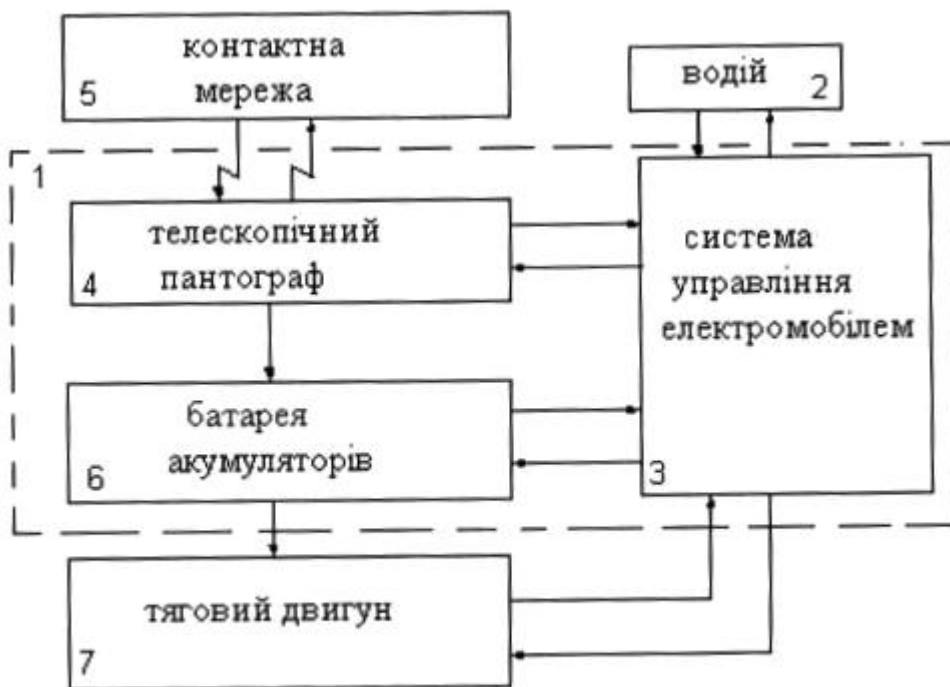 контактна
мережа
5
водій
2
1
телескопічний
пантограф
4
система
управління
електромобілем
3
батарея
акумуляторів
6
тяговий двигун
7